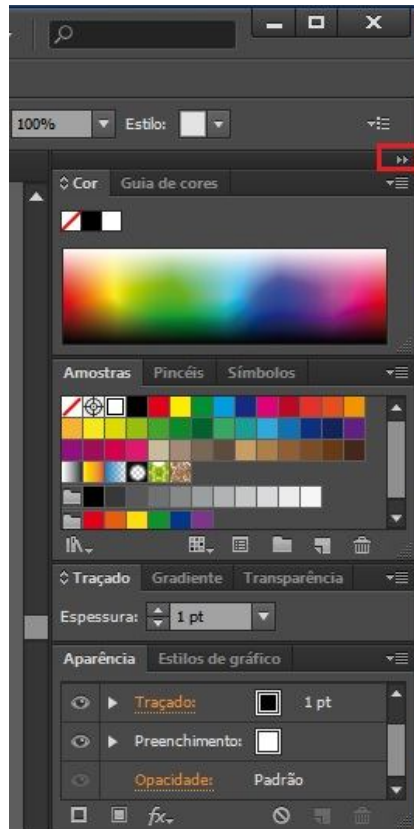 100% Estilo:
Cor Guia de cores
Amostras Pincéis Símbolos
Traçado Gradiente Transparência
Espessura: 1 pt
Aparência Estilos de gráfico
Traçado: 1 pt
Preenchimento:
Opacidade: Padrão
fx